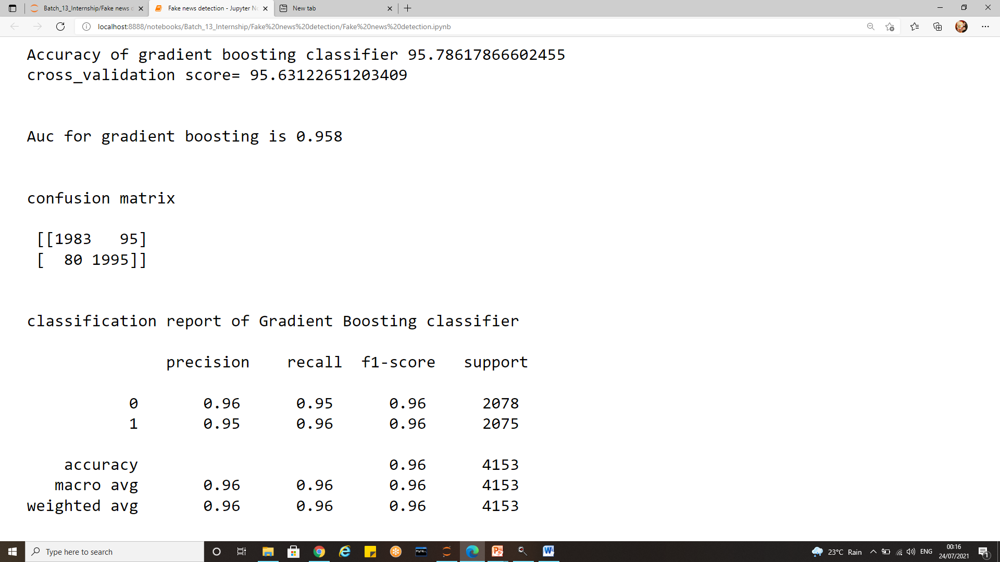 Batch_13_Internship/Fake news d
Fake news detection - Jupyter No
New tab
localhost:8888/notebooks/Batch_13_Internship/Fake%20news%20detection/Fake%20news%20detection.ipynb
Accuracy of gradient boosting classifier 95.78617866602455
cross_validation score= 95.63122651203409
Auc for gradient boosting is 0.958
confusion matrix
[[1983   95]
[  80 1995]]
classification report of Gradient Boosting classifier
precision recall f1-score support
0 0.96 0.95 0.96 2078
1 0.95 0.96 0.96 2075
accuracy 0.96 4153
macro avg 0.96 0.96 0.96 4153
weighted avg 0.96 0.96 0.96 4153
Type here to search
MySQL
23°C Rain
ENG
00:16
24/07/2021
1